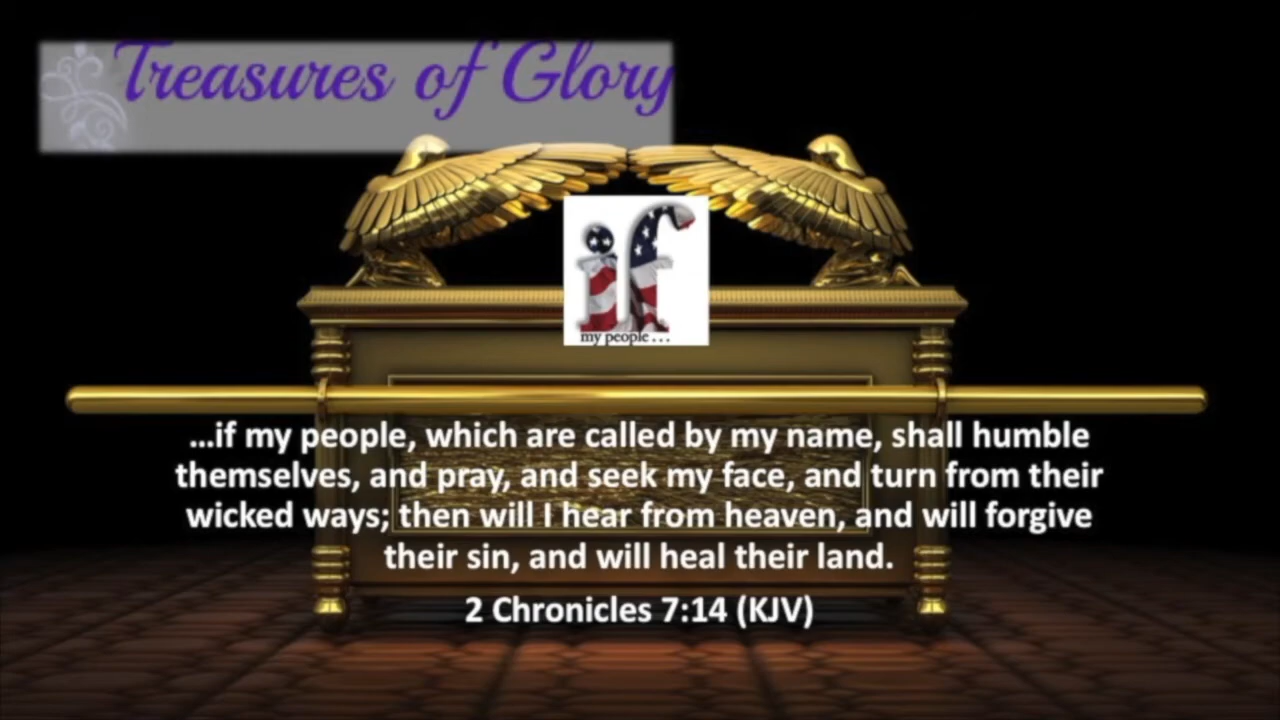 Treasures of Glory
if
my people . . .
...if my people, which are called by my name, shall humble
themselves, and pray, and seek my face, and turn from their
wicked ways; then will I hear from heaven, and will forgive
their sin, and will heal their land.
2 Chronicles 7:14 (KJV)